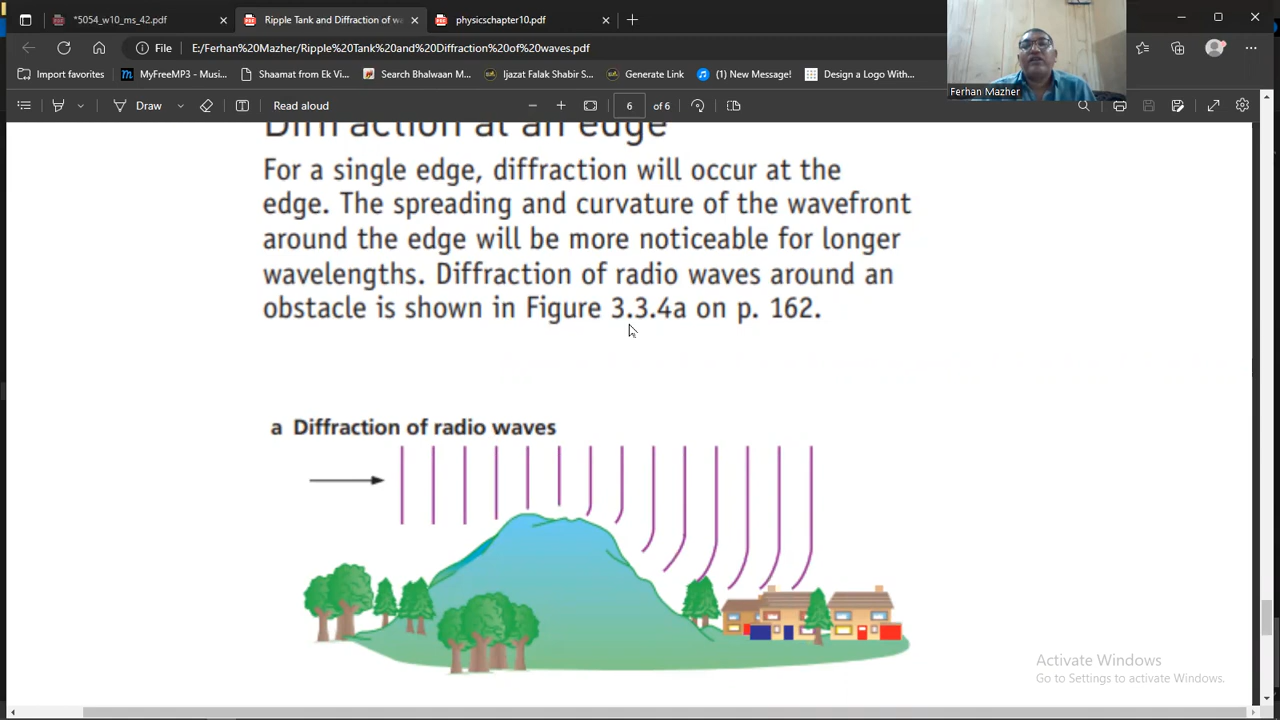 *5054_w10_ms_42.pdf
Ripple Tank and Diffraction of wa
physicschapter10.pdf
File
E:/Ferhan%20Mazher/Ripple%20Tank%20and%20Diffraction%20of%20waves.pdf
Import favorites
MyFreeMP3 - Musi...
Shaamat from Ek Vi...
Search Bhalwaan M...
Ijazat Falak Shabir S...
Generate Link
(1) New Message!
Design a Logo With...
Ferhan Mazher
Draw
Read aloud
6 of 6
Diffraction at an edge
For a single edge, diffraction will occur at the
edge. The spreading and curvature of the wavefront
around the edge will be more noticeable for longer
wavelengths. Diffraction of radio waves around an
obstacle is shown in Figure 3.3.4a on p. 162.
a Diffraction of radio waves
Activate Windows
Go to Settings to activate Windows.